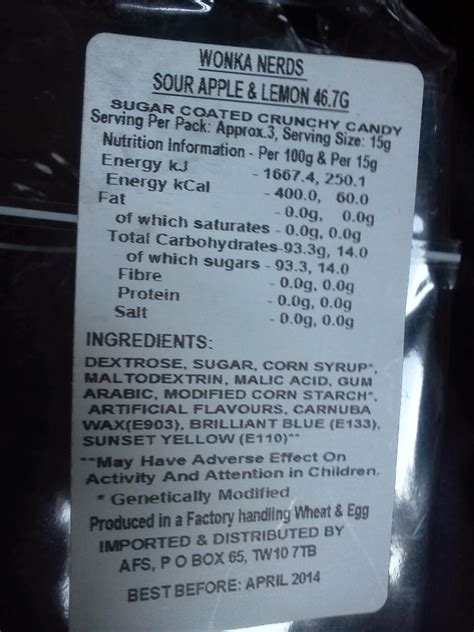 WONKA NERDS
SOUR APPLE & LEMON 46.7G
SUGAR COATED CRUNCHY CANDY
Serving Per Pack: Approx.3, Serving Size: 15g
Nutrition Information - Per 100g & Per 15g
Energy kJ - 1667.4, 250.1
Energy kCal - 400.0, 60.0
Fat - 0.0g, 0.0g
of which saturates - 0.0g, 0.0g
Total Carbohydrates-93.3g, 14.0
of which sugars - 93.3, 14.0
Fibre - 0.0g, 0.0g
Protein - 0.0g, 0.0g
Salt - 0.0g, 0.0g
INGREDIENTS:
DEXTROSE, SUGAR, CORN SYRUP*,
MALTODEXTRIN, MALIC ACID, GUM
ARABIC, MODIFIED CORN STARCH*,
ARTIFICIAL FLAVOURS, CARNUBA
WAX(E903), BRILLIANT BLUE (E133),
SUNSET YELLOW (E110)**
**May Have Adverse Effect On
Activity And Attention in Children.
* Genetically Modified
Produced in a Factory handling Wheat & Egg
IMPORTED & DISTRIBUTED BY
AFS, P O BOX 65, TW10 7TB
BEST BEFORE: APRIL 2014